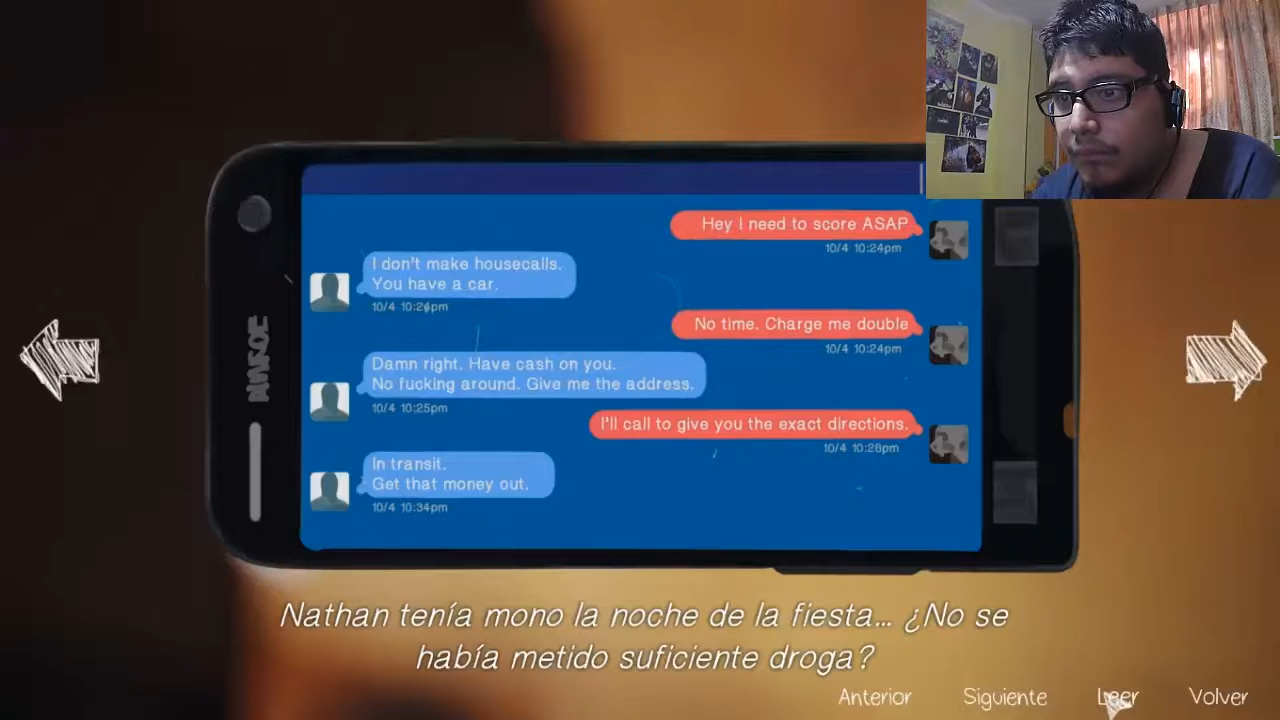 Hey I need to score ASAP
10/4 10:24pm
I don't make housecalls.
You have a car.
10/4 10:24pm
No time. Charge me double
10/4 10:24pm
Damn right. Have cash on you.
No fucking around. Give me the address.
10/4 10:25pm
I'll call to give you the exact directions.
10/4 10:28pm
In transit.
Get that money out.
10/4 10:34pm
Nathan tenía mono la noche de la fiesta... ¿No se
había metido suficiente droga?
Anterior
Siguiente
Leer
Volver